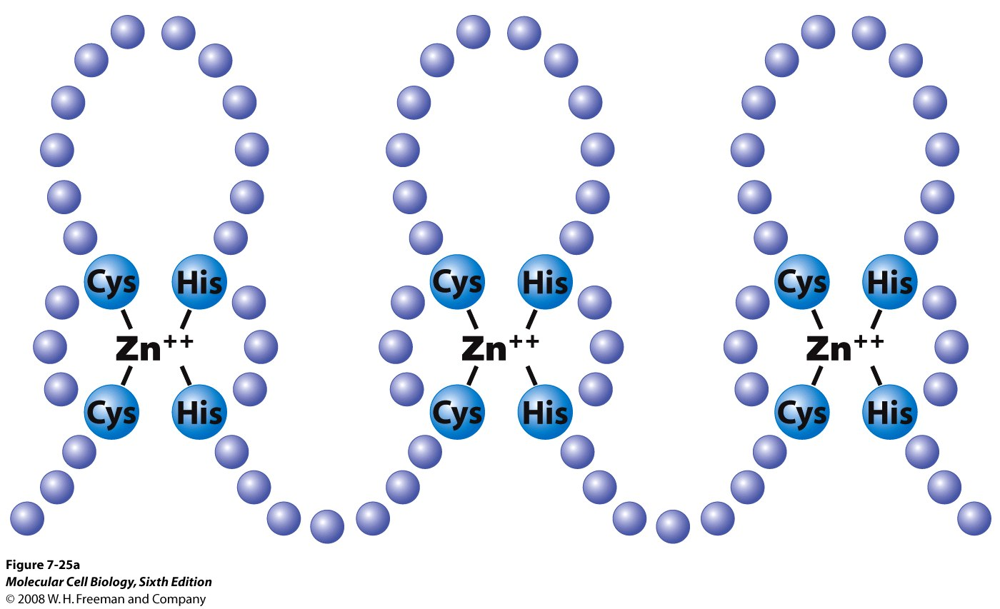 Cys His Cys His Cys His
Zn++ Zn++ Zn++
Cys His Cys His Cys His
Figure 7-25a
Molecular Cell Biology, Sixth Edition
© 2008 W. H. Freeman and Company